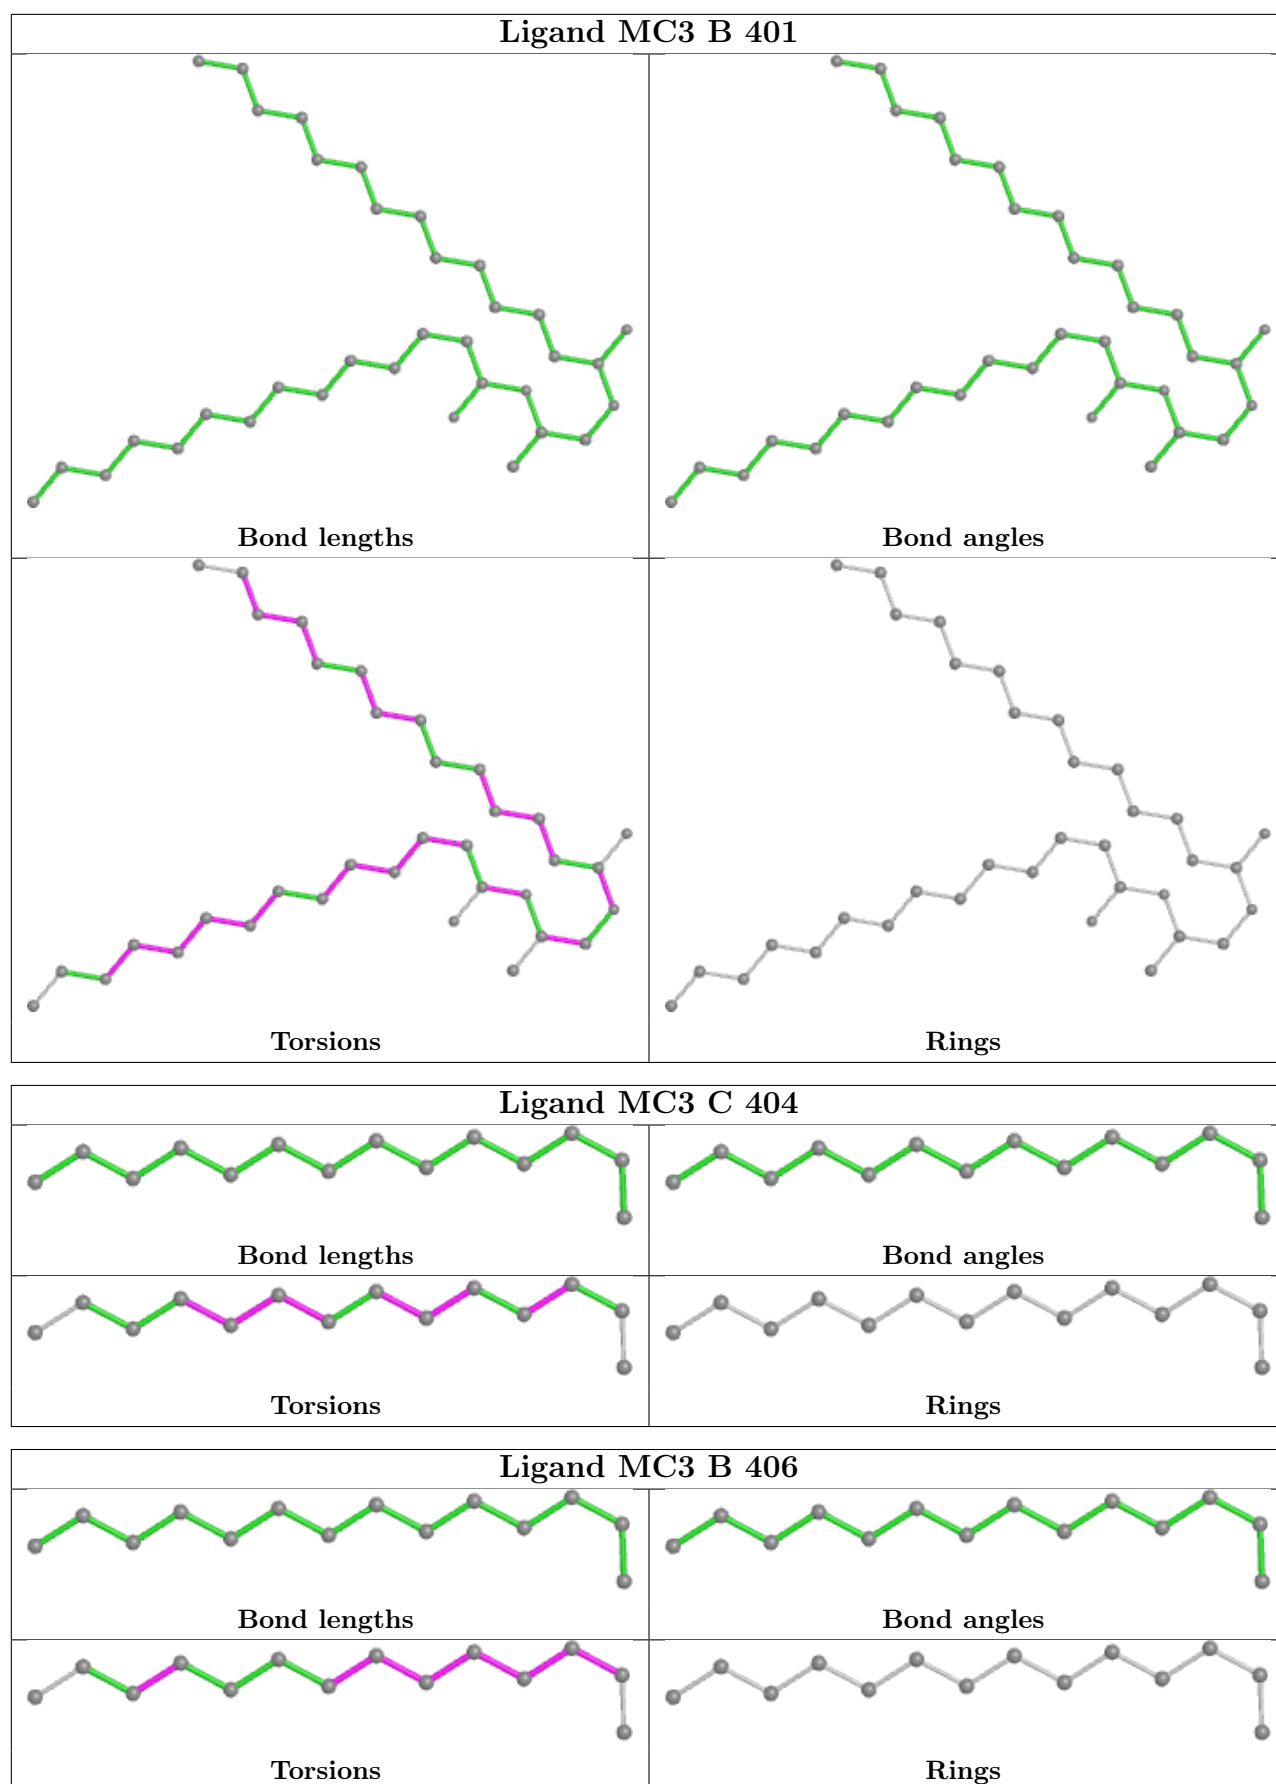 Ligand MC3 B 401
Bond lengths
Bond angles
Torsions
Rings
Ligand MC3 C 404
Bond lengths
Bond angles
Torsions
Rings
Ligand MC3 B 406
Bond lengths
Bond angles
Torsions
Rings